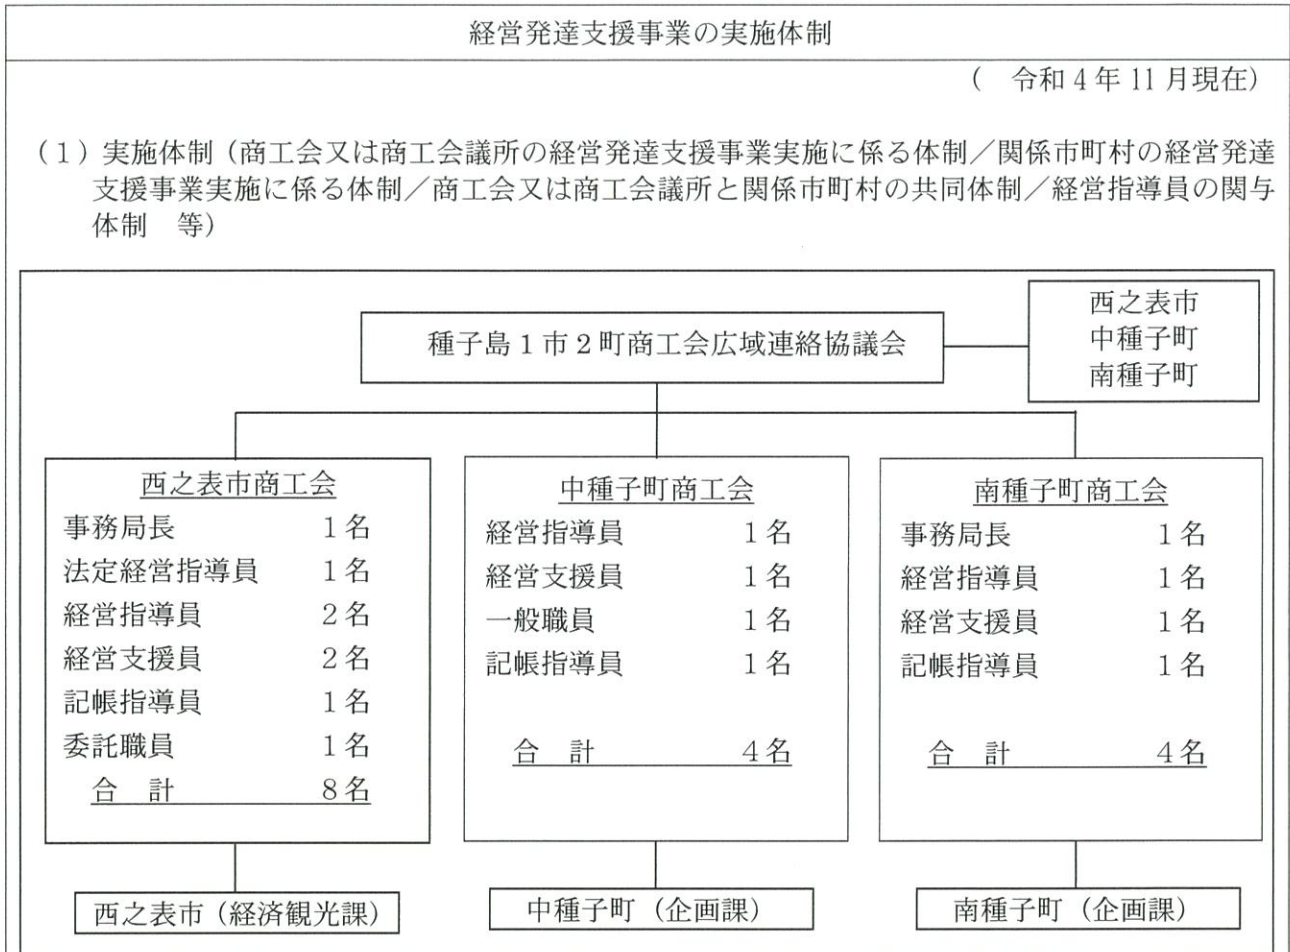 経営発達支援事業の実施体制
（　令和４年 11 月現在）
（１）実施体制（商工会又は商工会議所の経営発達支援事業実施に係る体制／関係市町村の経営発達
支援事業実施に係る体制／商工会又は商工会議所と関係市町村の共同体制／経営指導員の関与
体制　等）
種子島１市２町商工会広域連絡協議会
西之表市
中種子町
南種子町
西之表市商工会
事務局長　１名
法定経営指導員　１名
経営指導員　２名
経営支援員　２名
記帳指導員　１名
委託職員　１名
合　計　８名
中種子町商工会
経営指導員　１名
経営支援員　１名
一般職員　１名
記帳指導員　１名
合　計　４名
南種子町商工会
事務局長　１名
経営指導員　１名
経営支援員　１名
記帳指導員　１名
合　計　４名
西之表市（経済観光課）
中種子町（企画課）
南種子町（企画課）